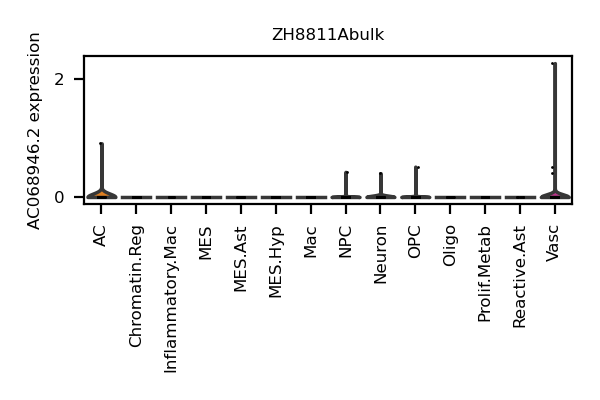 ZH8811Abulk
AC068946.2 expression
2
0
AC
Chromatin.Reg
Inflammatory.Mac
MES
MES.Ast
MES.Hyp
Mac
NPC
Neuron
OPC
Oligo
Prolif.Metab
Reactive.Ast
Vasc